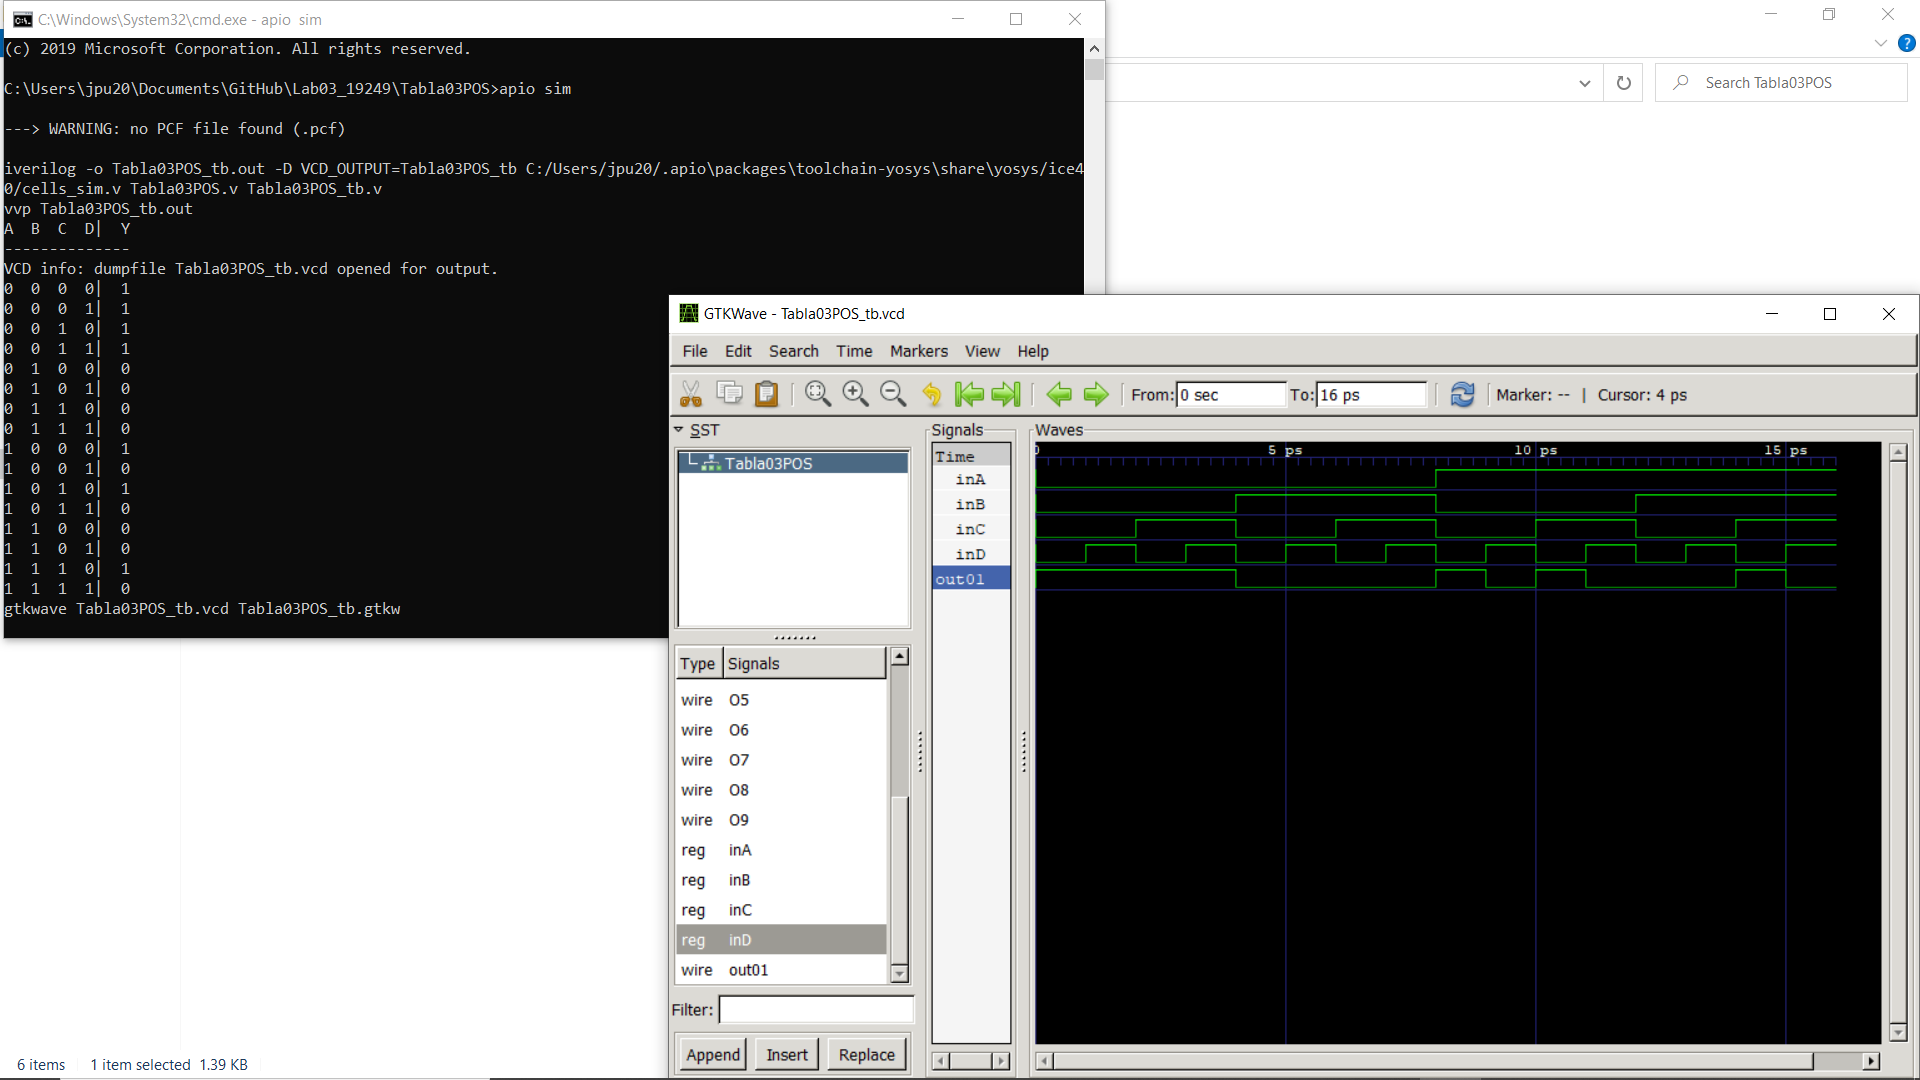 C:\Windows\System32\cmd.exe - apio  sim
(c) 2019 Microsoft Corporation. All rights reserved.
C:\Users\jpu20\Documents\GitHub\Lab03_19249\Tabla03POS>apio sim
---> WARNING: no PCF file found (.pcf)
iverilog -o Tabla03POS_tb.out -D VCD_OUTPUT=Tabla03POS_tb C:/Users/jpu20/.apio\packages\toolchain-yosys\share\yosys/ice4
0/cells_sim.v Tabla03POS.v Tabla03POS_tb.v
vvp Tabla03POS_tb.out
A  B  C  D|  Y
--------------
VCD info: dumpfile Tabla03POS_tb.vcd opened for output.
0  0  0  0|  1
0  0  0  1|  1
0  0  1  0|  1
0  0  1  1|  1
0  1  0  0|  0
0  1  0  1|  0
0  1  1  0|  0
0  1  1  1|  0
1  0  0  0|  1
1  0  0  1|  0
1  0  1  0|  1
1  0  1  1|  0
1  1  0  0|  0
1  1  0  1|  0
1  1  1  0|  1
1  1  1  1|  0
gtkwave Tabla03POS_tb.vcd Tabla03POS_tb.gtkw
Search Tabla03POS
GTKWave - Tabla03POS_tb.vcd
File Edit Search Time Markers View Help
From: 0 sec To: 16 ps Marker: -- | Cursor: 4 ps
SST
Tabla03POS
Type Signals
wire O5
wire O6
wire O7
wire O8
wire O9
reg inA
reg inB
reg inC
reg inD
wire out01
Filter:
Append Insert Replace
Signals
Time
inA
inB
inC
inD
out01
Waves
0 5 ps 10 ps 15 ps
6 items 1 item selected 1.39 KB